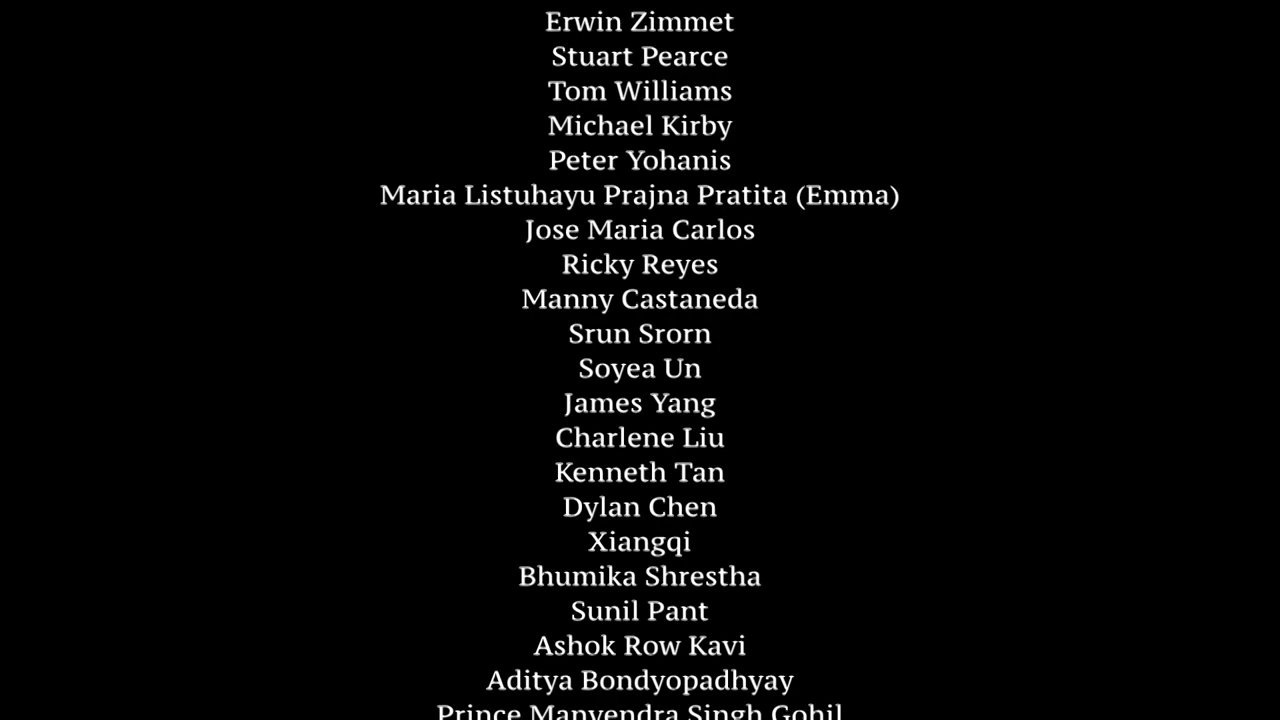 Erwin Zimmet
Stuart Pearce
Tom Williams
Michael Kirby
Peter Yohanis
Maria Listuhayu Prajna Pratita (Emma)
Jose Maria Carlos
Ricky Reyes
Manny Castaneda
Srun Srorn
Soyea Un
James Yang
Charlene Liu
Kenneth Tan
Dylan Chen
Xiangqi
Bhumika Shrestha
Sunil Pant
Ashok Row Kavi
Aditya Bondyopadhyay
Prince Manvendra Singh Gohil